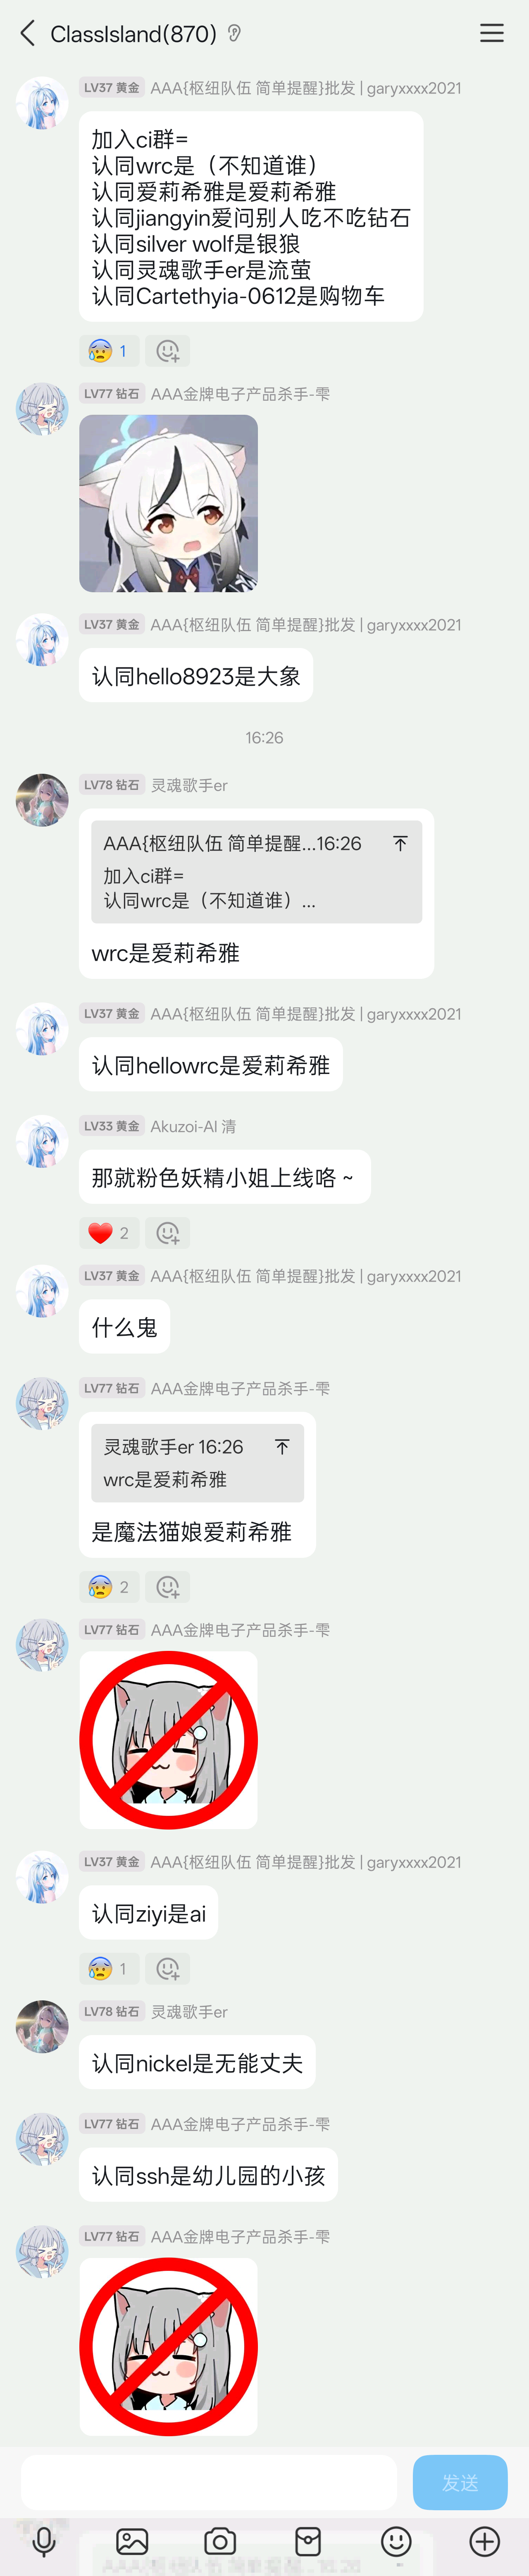 ClassIsland(870)
LV37 黄金 AAA{枢纽队伍 简单提醒}批发 | garyxxxx2021
加入ci群=
认同wrc是（不知道谁）
认同爱莉希雅是爱莉希雅
认同jiangyin爱问别人吃不吃钻石
认同silver wolf是银狼
认同灵魂歌手er是流萤
认同Cartethyia-0612是购物车
1
LV77 钻石 AAA金牌电子产品杀手-雫
LV37 黄金 AAA{枢纽队伍 简单提醒}批发 | garyxxxx2021
认同hello8923是大象
16:26
LV78 钻石 灵魂歌手er
AAA{枢纽队伍 简单提醒...16:26
加入ci群=
认同wrc是（不知道谁）...
wrc是爱莉希雅
LV37 黄金 AAA{枢纽队伍 简单提醒}批发 | garyxxxx2021
认同hellowrc是爱莉希雅
LV33 黄金 Akuzoi-AI 清
那就粉色妖精小姐上线咯 ~
2
LV37 黄金 AAA{枢纽队伍 简单提醒}批发 | garyxxxx2021
什么鬼
LV77 钻石 AAA金牌电子产品杀手-雫
灵魂歌手er 16:26
wrc是爱莉希雅
是魔法猫娘爱莉希雅
2
LV77 钻石 AAA金牌电子产品杀手-雫
LV37 黄金 AAA{枢纽队伍 简单提醒}批发 | garyxxxx2021
认同ziyi是ai
1
LV78 钻石 灵魂歌手er
认同nickel是无能丈夫
LV77 钻石 AAA金牌电子产品杀手-雫
认同ssh是幼儿园的小孩
LV77 钻石 AAA金牌电子产品杀手-雫
发送